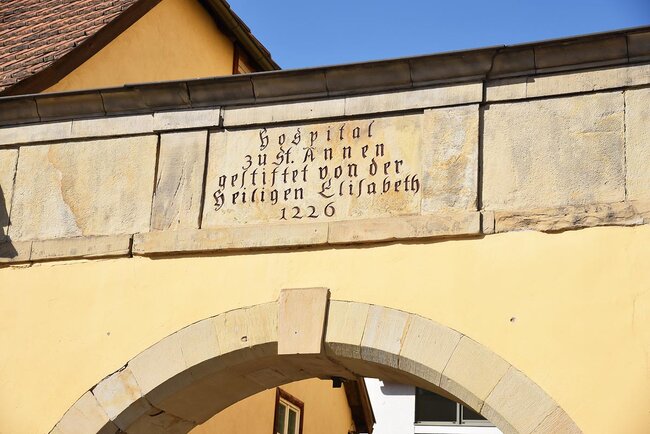 Hospital
zu St. Annen
gestiftet von der
Heiligen Elisabeth
1226